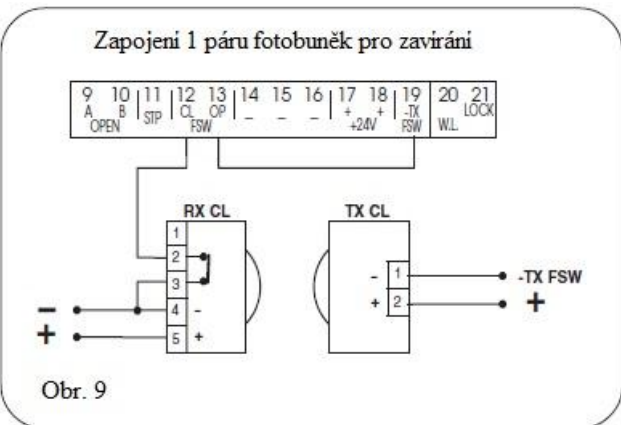 Zapojení 1 páru fotobuněk pro zavírání
9 10 11 12 13 14 15 16 17 18 19 20 21
A B STP CL OP – – – + + -TX W.L. LOCK
OPEN FSW +24V FSW
RX CL TX CL
1
2
3
4 -
5 +
- 1
+ 2
-TX FSW
+
-
+
Obr. 9